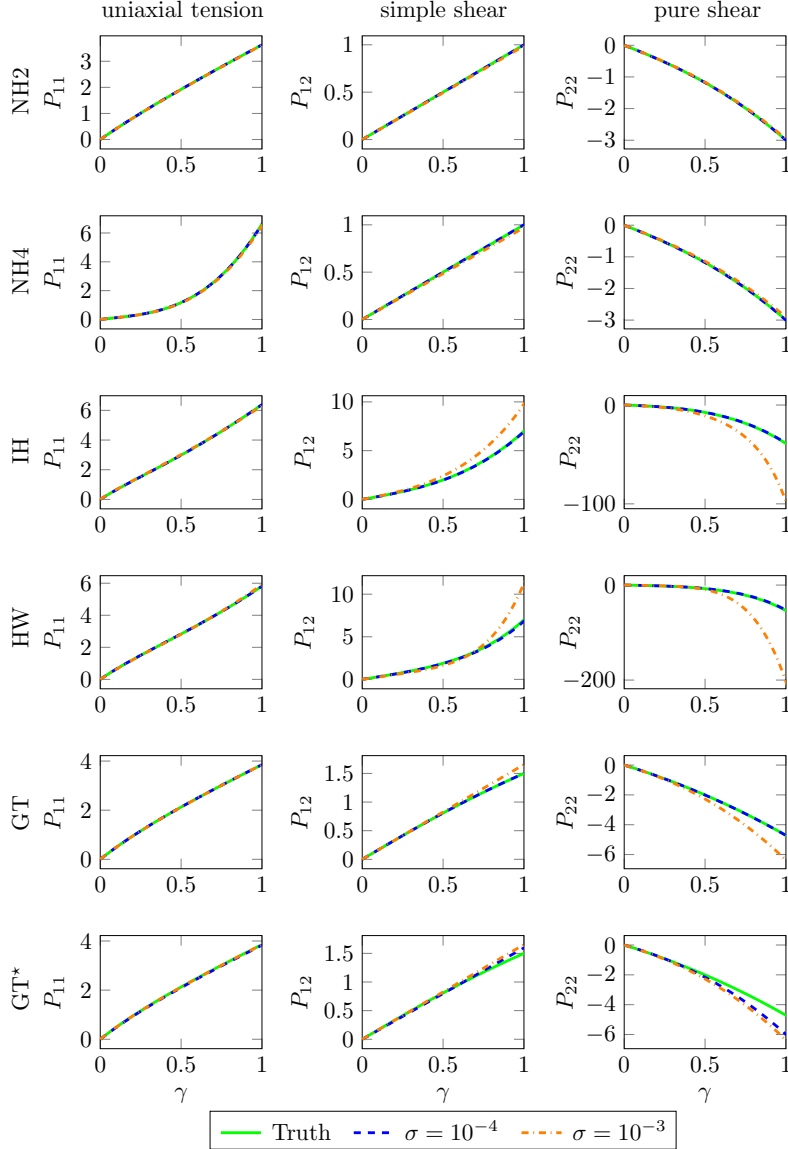 uniaxial tension simple shear pure shear
NH2
P₁₁
0 1 2 3
0 0.5 1
P₁₂
0 0.5 1
0 0.5 1
P₂₂
0 −1 −2 −3
0 0.5 1
NH4
P₁₁
0 2 4 6
0 0.5 1
P₁₂
0 0.5 1
0 0.5 1
P₂₂
0 −1 −2 −3
0 0.5 1
IH
P₁₁
0 2 4 6
0 0.5 1
P₁₂
0 5 10
0 0.5 1
P₂₂
0 −100
0 0.5 1
HW
P₁₁
0 2 4 6
0 0.5 1
P₁₂
0 5 10
0 0.5 1
P₂₂
0 −200
0 0.5 1
GT
P₁₁
0 2 4
0 0.5 1
P₁₂
0 0.5 1 1.5
0 0.5 1
P₂₂
0 −2 −4 −6
0 0.5 1
GT⋆
P₁₁
0 2 4
0 0.5 1
γ
P₁₂
0 0.5 1 1.5
0 0.5 1
γ
P₂₂
0 −2 −4 −6
0 0.5 1
γ
Truth σ = 10⁻⁴ σ = 10⁻³